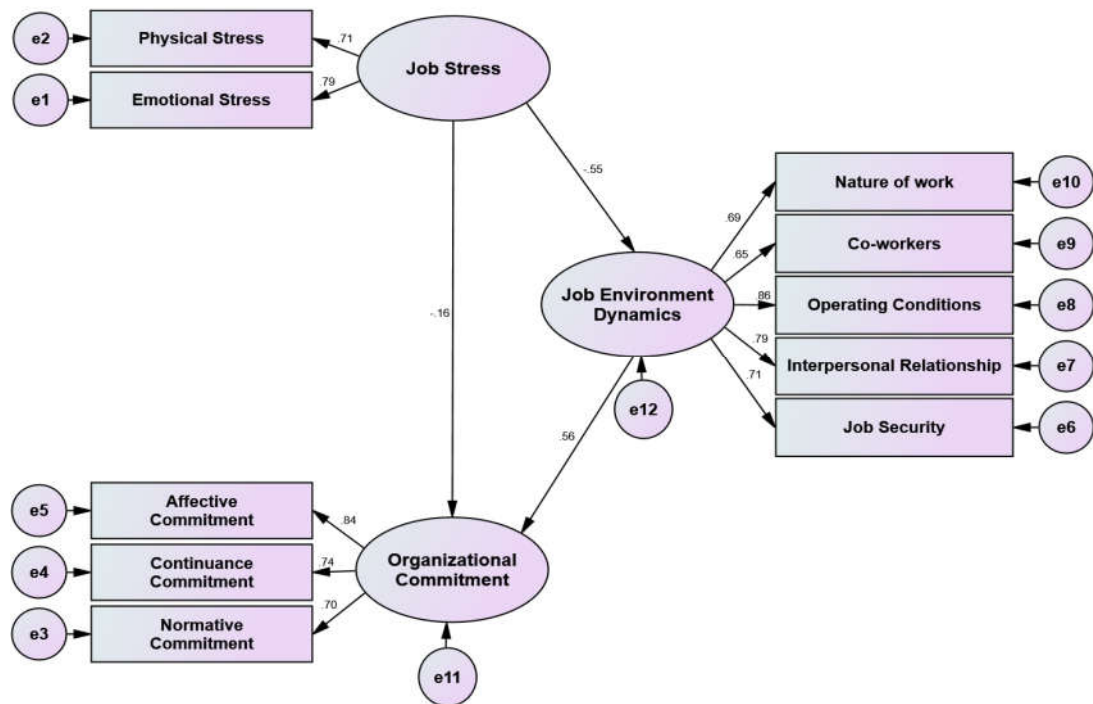 e2
Physical Stress
.71
Job Stress
e1
Emotional Stress
.79
-.55
Nature of work
e10
.69
Co-workers
e9
.65
Job Environment
Dynamics
.86
Operating Conditions
e8
-.16
.79
Interpersonal Relationship
e7
.71
e12
Job Security
e6
.56
e5
Affective
Commitment
.84
Organizational
Commitment
e4
Continuance
Commitment
.74
.70
e3
Normative
Commitment
e11